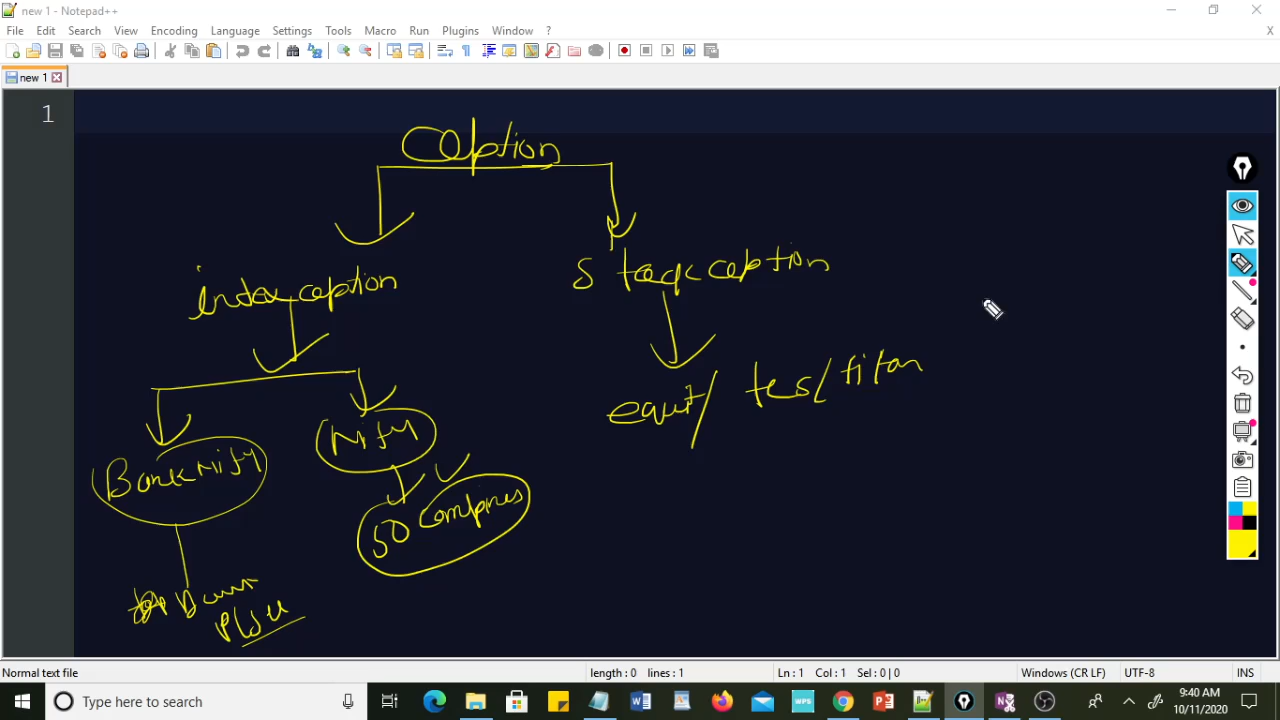 new 1 - Notepad++
File Edit Search View Encoding Language Settings Tools Macro Run Plugins Window ?
X
new 1
1
Option
index option
Stock option
equit/ tcs/titan
Bank Nifty
Nifty
50 Companies
Normal text file
length : 0 lines : 1
Ln : 1 Col : 1 Sel : 0 | 0
Windows (CR LF)
UTF-8
INS
Type here to search
WPS
9:40 AM
10/11/2020